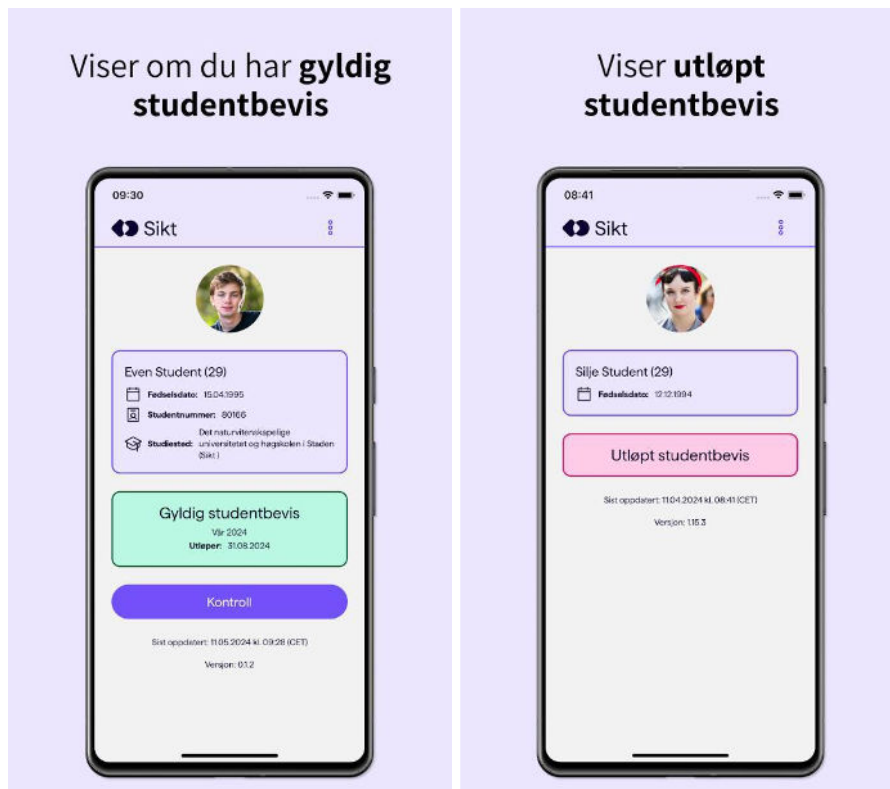 Viser om du har gyldig
studentbevis
09:30
Sikt
Even Student (29)
Fødselsdato: 15.04.1995
Studentnummer: 80166
Det naturvitenskapelige
Studiested: universitetet og høgskolen i Staden
(Sikt)
Gyldig studentbevis
Vår 2024
Utløper: 31.08.2024
Kontroll
Sist oppdatert: 11.05.2024 kl. 09:28 (CET)
Versjon: 0.1.2
Viser utløpt
studentbevis
08:41
Sikt
Silje Student (29)
Fødselsdato: 12.12.1994
Utløpt studentbevis
Sist oppdatert: 11.04.2024 kl. 08:41 (CET)
Versjon: 1.15.3